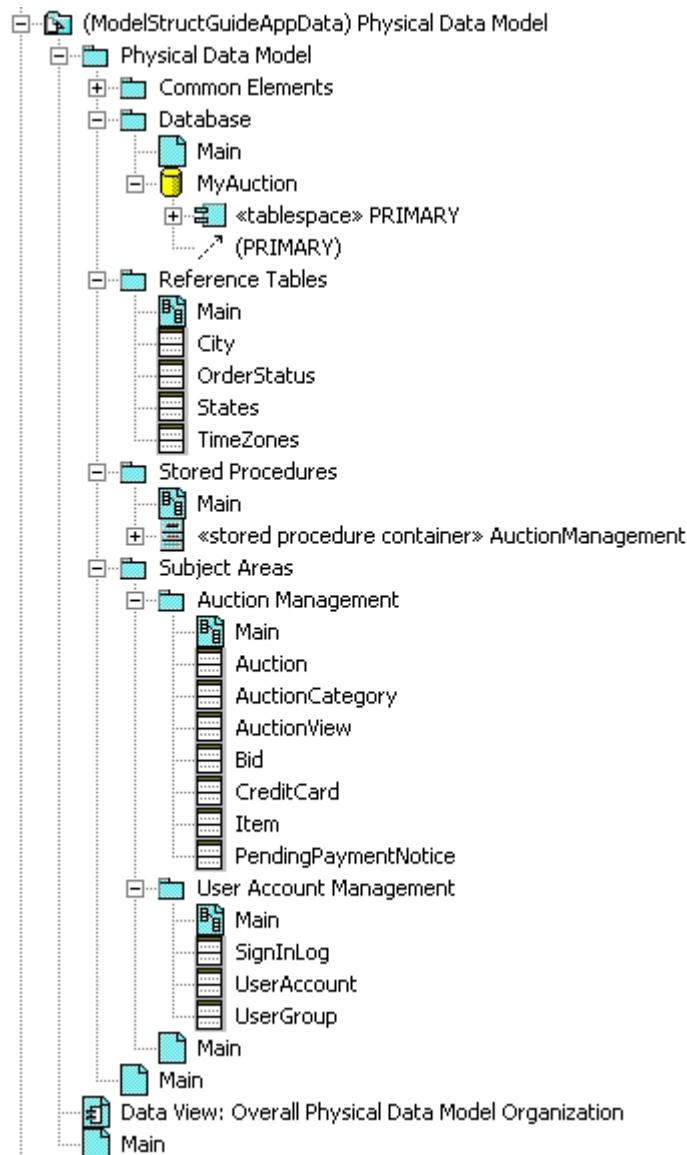 (ModelStructGuideAppData) Physical Data Model
Physical Data Model
Common Elements
Database
Main
MyAuction
«tablespace» PRIMARY
(PRIMARY)
Reference Tables
Main
City
OrderStatus
States
TimeZones
Stored Procedures
Main
«stored procedure container» AuctionManagement
Subject Areas
Auction Management
Main
Auction
AuctionCategory
AuctionView
Bid
CreditCard
Item
PendingPaymentNotice
User Account Management
Main
SignInLog
UserAccount
UserGroup
Main
Main
Data View: Overall Physical Data Model Organization
Main